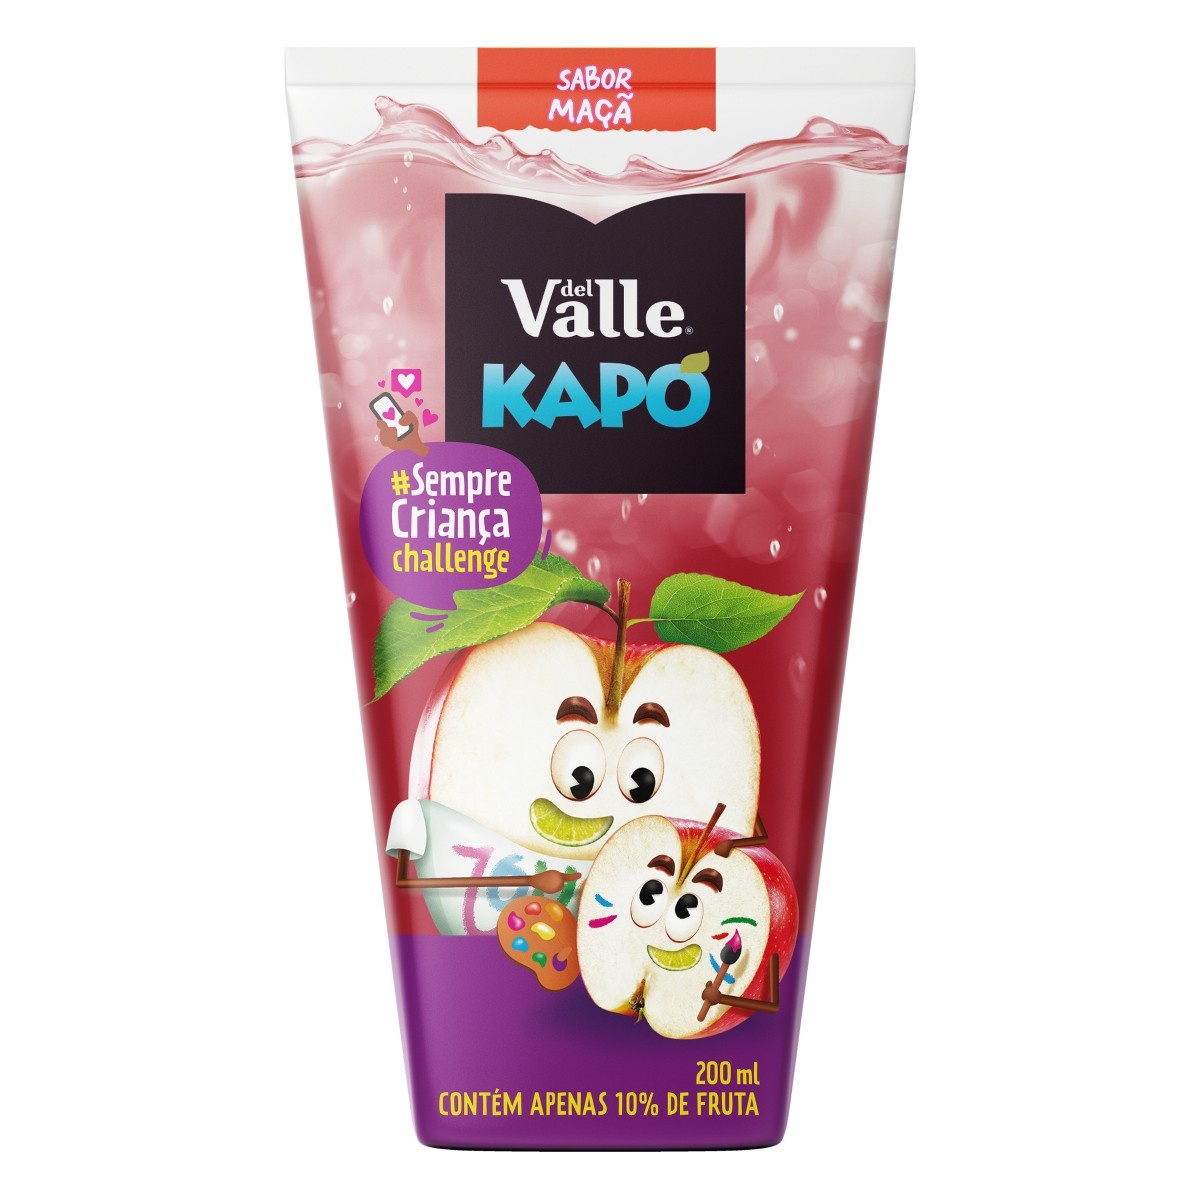 SABOR
MAÇÃ
del
Valle®
KAPO
#Sempre
Criança
challenge
200 ml
CONTÉM APENAS 10% DE FRUTA